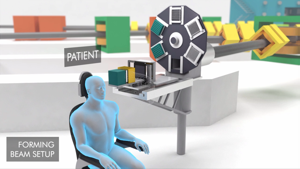 PATIENT
FORMING
BEAM SETUP